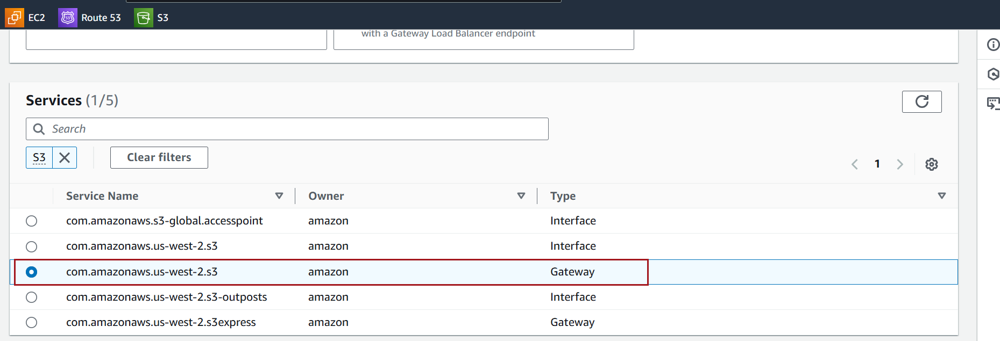 EC2 Route 53 S3
with a Gateway Load Balancer endpoint
Services (1/5)
Search
S3 Clear filters
1
Service Name Owner Type
com.amazonaws.s3-global.accesspoint amazon Interface
com.amazonaws.us-west-2.s3 amazon Interface
com.amazonaws.us-west-2.s3 amazon Gateway
com.amazonaws.us-west-2.s3-outposts amazon Interface
com.amazonaws.us-west-2.s3express amazon Gateway